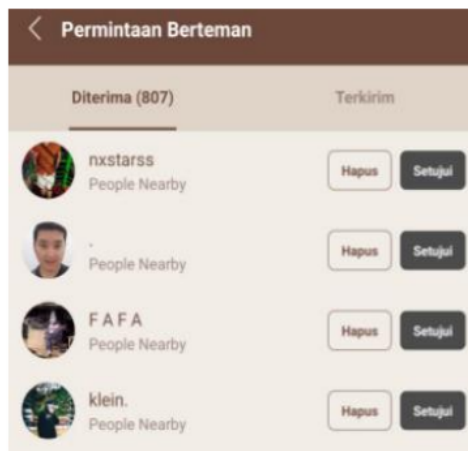 Permintaan Berteman
Diterima (807)
Terkirim
nxstarss
People Nearby
Hapus
Setujui
.
People Nearby
Hapus
Setujui
F A F A
People Nearby
Hapus
Setujui
klein.
People Nearby
Hapus
Setujui